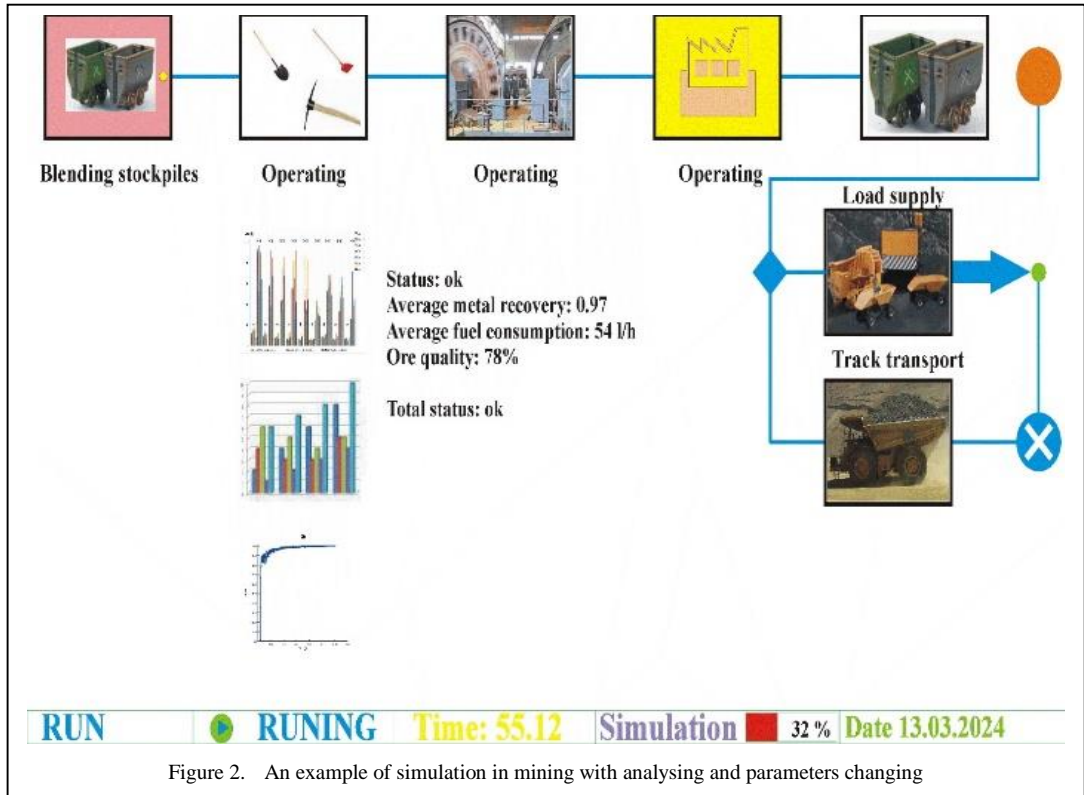 Blending stockpiles
Operating
Operating
Operating
Load supply
Status: ok
Average metal recovery: 0.97
Average fuel consumption: 54 l/h
Ore quality: 78%
Track transport
Total status: ok
RUN
RUNING
Time: 55.12
Simulation
32 %
Date 13.03.2024
Figure 2. An example of simulation in mining with analysing and parameters changing